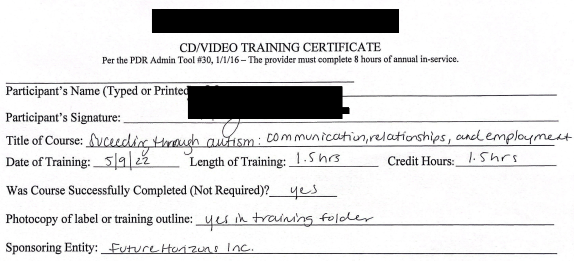 CD/VIDEO TRAINING CERTIFICATE
Per the PDR Admin Tool #30, 1/1/16 – The provider must complete 8 hours of annual in-service.
Participant's Name (Typed or Printed
Participant's Signature:
Title of Course: Suceeding through autism: communication, relationships, and employment
Date of Training: 5/9/22 Length of Training: 1.5hrs Credit Hours: 1.5hrs
Was Course Successfully Completed (Not Required)? yes
Photocopy of label or training outline: yes in training folder
Sponsoring Entity: Future Horizons Inc.